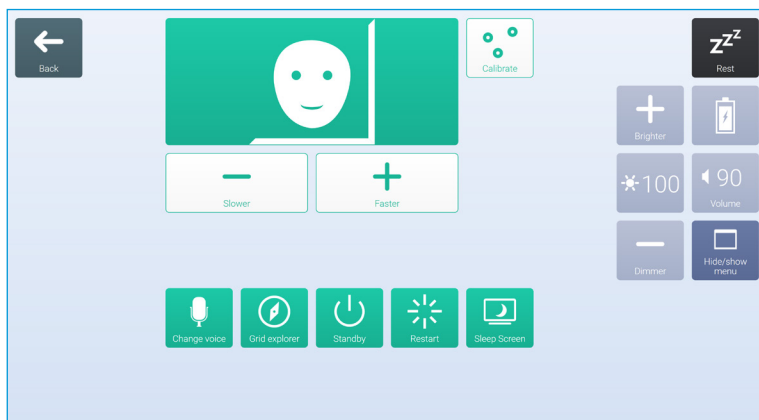 Back
Calibrate
zzZ
Rest
Brighter
100
90
Volume
Slower
Faster
Dimmer
Hide/show
menu
Change voice
Grid explorer
Standby
Restart
Sleep Screen